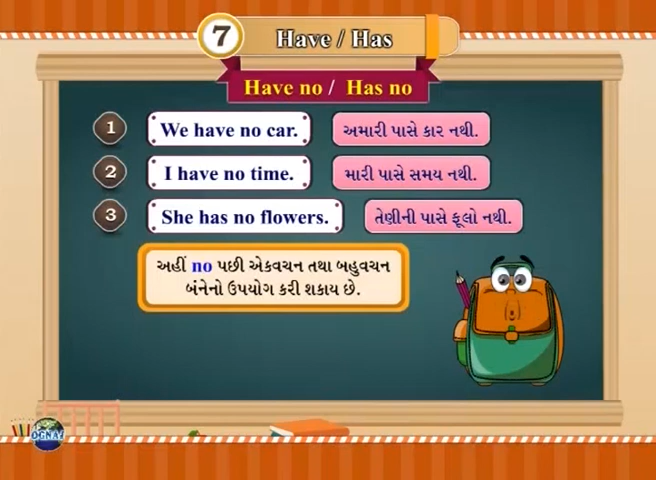 7 Have / Has
Have no / Has no
1 We have no car. અમારી પાસે કાર નથી.
2 I have no time. મારી પાસે સમય નથી.
3 She has no flowers. તેણીની પાસે ફૂલો નથી.
અહીં no પછી એકવચન તથા બહુવચન
બંનેનો ઉપયોગ કરી શકાય છે.